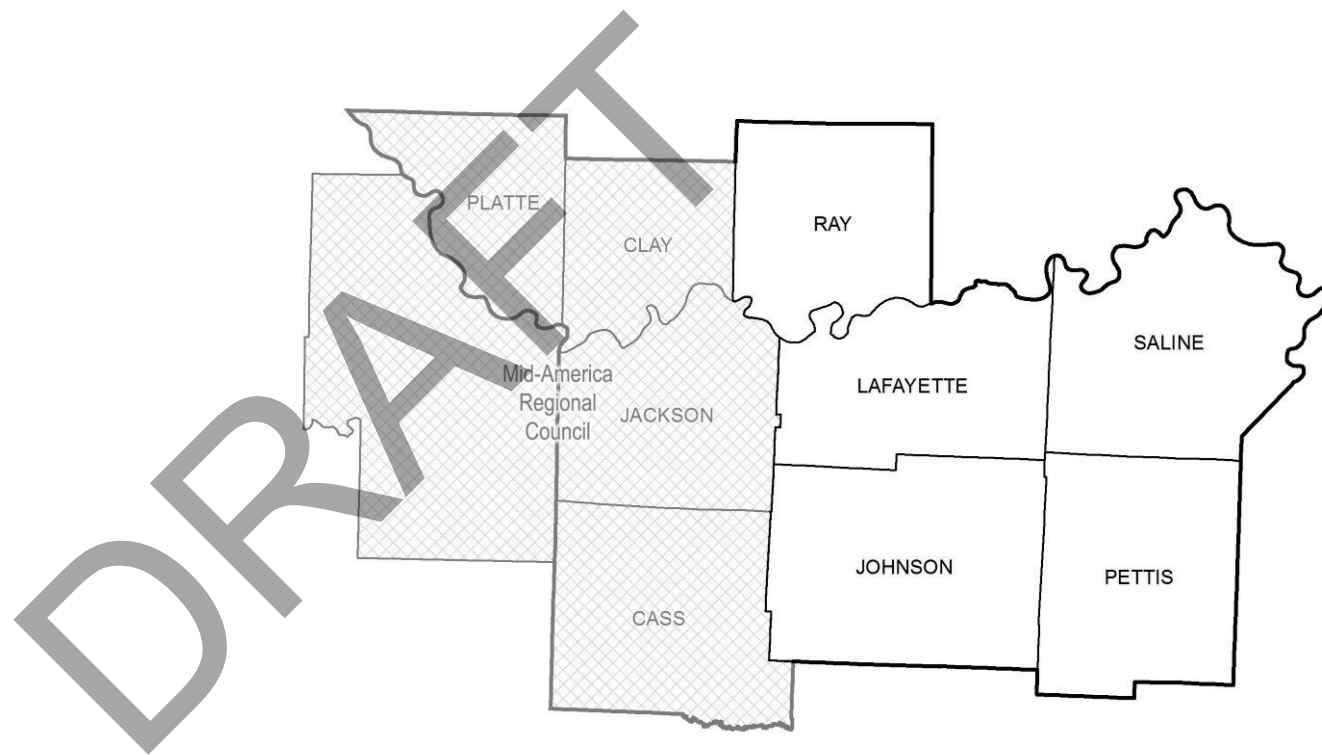 DRAFT
PLATTE
CLAY
RAY
SALINE
LAFAYETTE
Mid-America
Regional
Council
JACKSON
JOHNSON
PETTIS
CASS